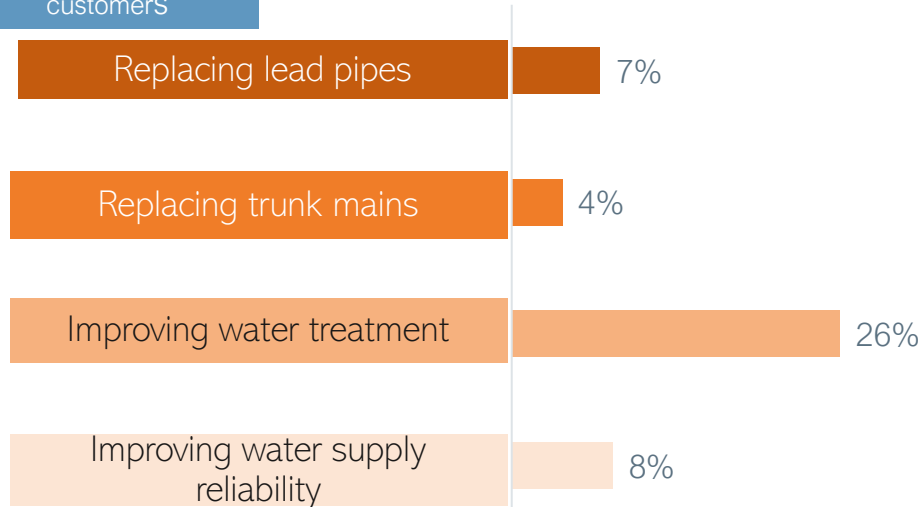 customers
Replacing lead pipes
7%
Replacing trunk mains
4%
Improving water treatment
26%
Improving water supply
reliability
8%